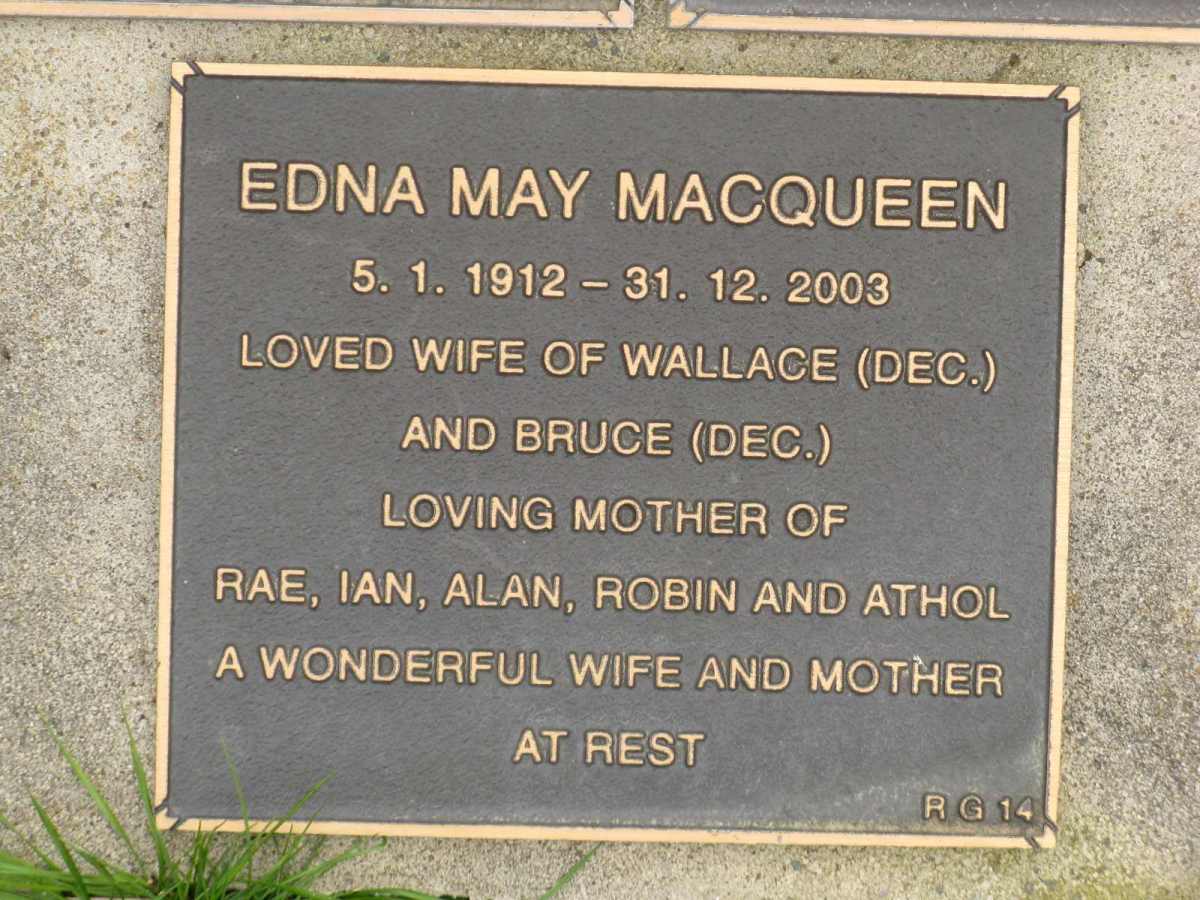 EDNA MAY MACQUEEN
5. 1. 1912 – 31. 12. 2003
LOVED WIFE OF WALLACE (DEC.)
AND BRUCE (DEC.)
LOVING MOTHER OF
RAE, IAN, ALAN, ROBIN AND ATHOL
A WONDERFUL WIFE AND MOTHER
AT REST
R G 14